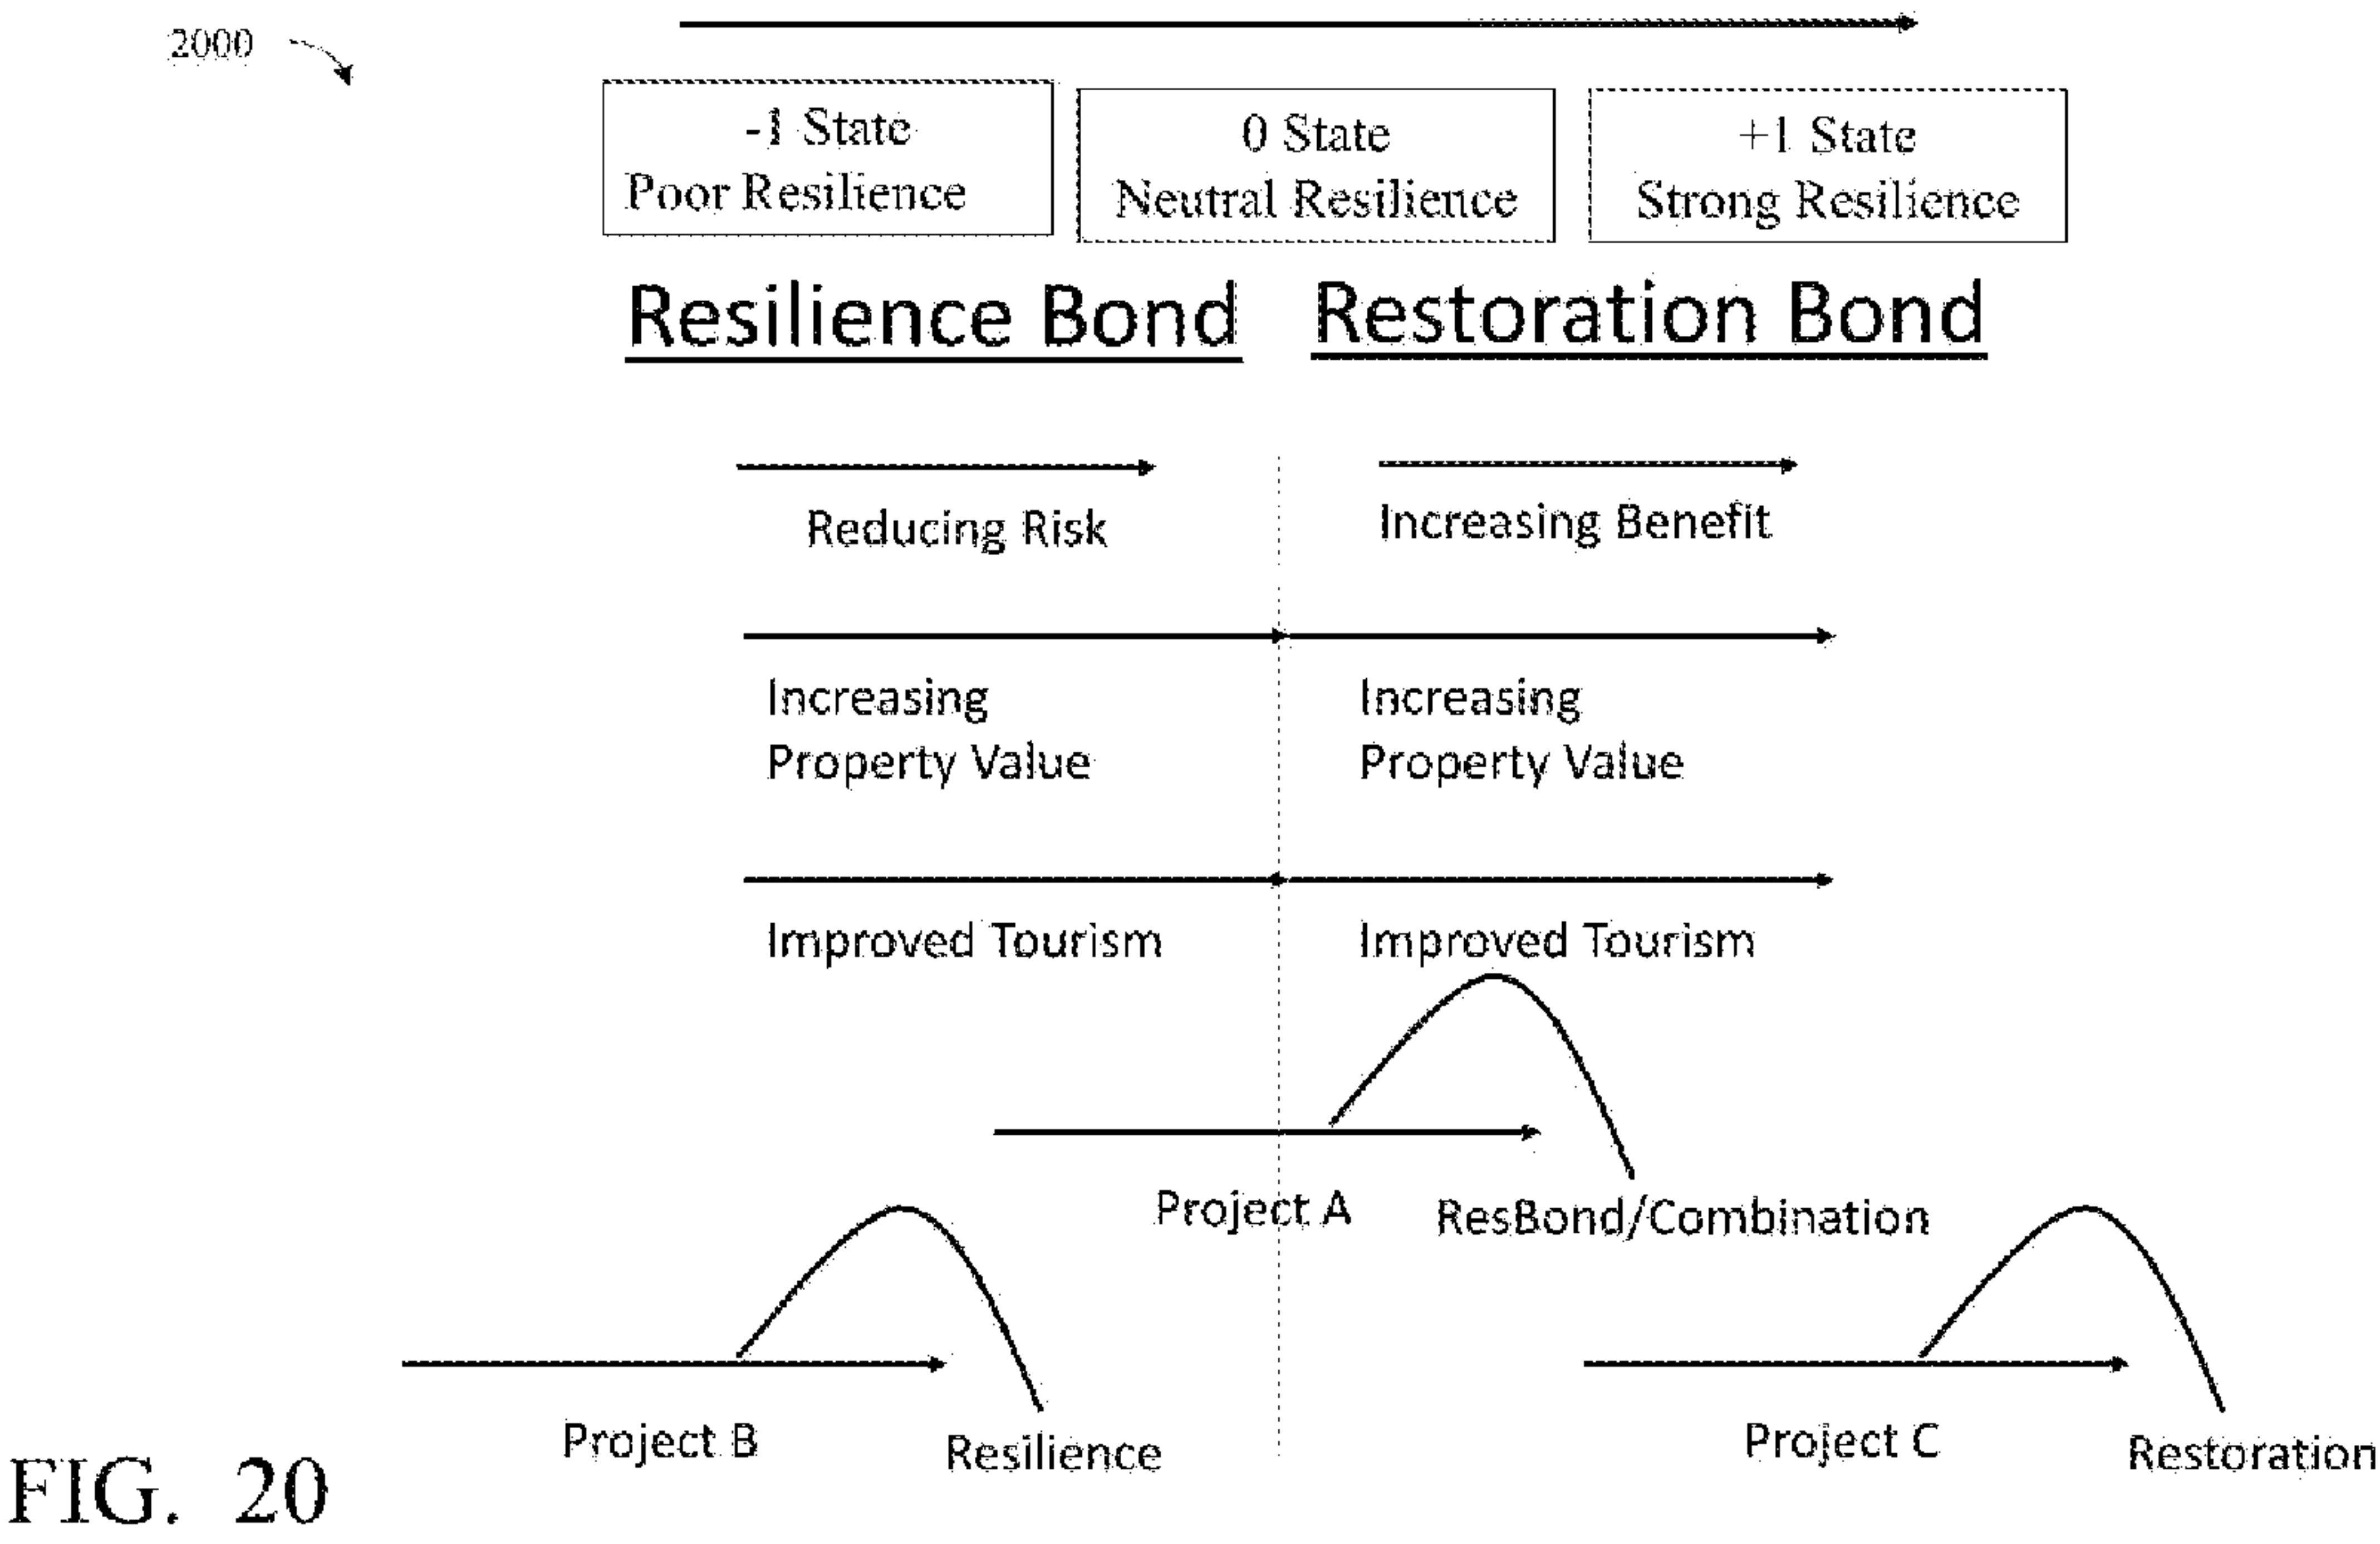 2000
-1 State
Poor Resilience
0 State
Neutral Resilience
+1 State
Strong Resilience
Resilience Bond
Restoration Bond
Reducing Risk
Increasing Benefit
Increasing
Property Value
Increasing
Property Value
Improved Tourism
Improved Tourism
Project A
ResBond/Combination
Project B
Resilience
Project C
Restoration
FIG. 20